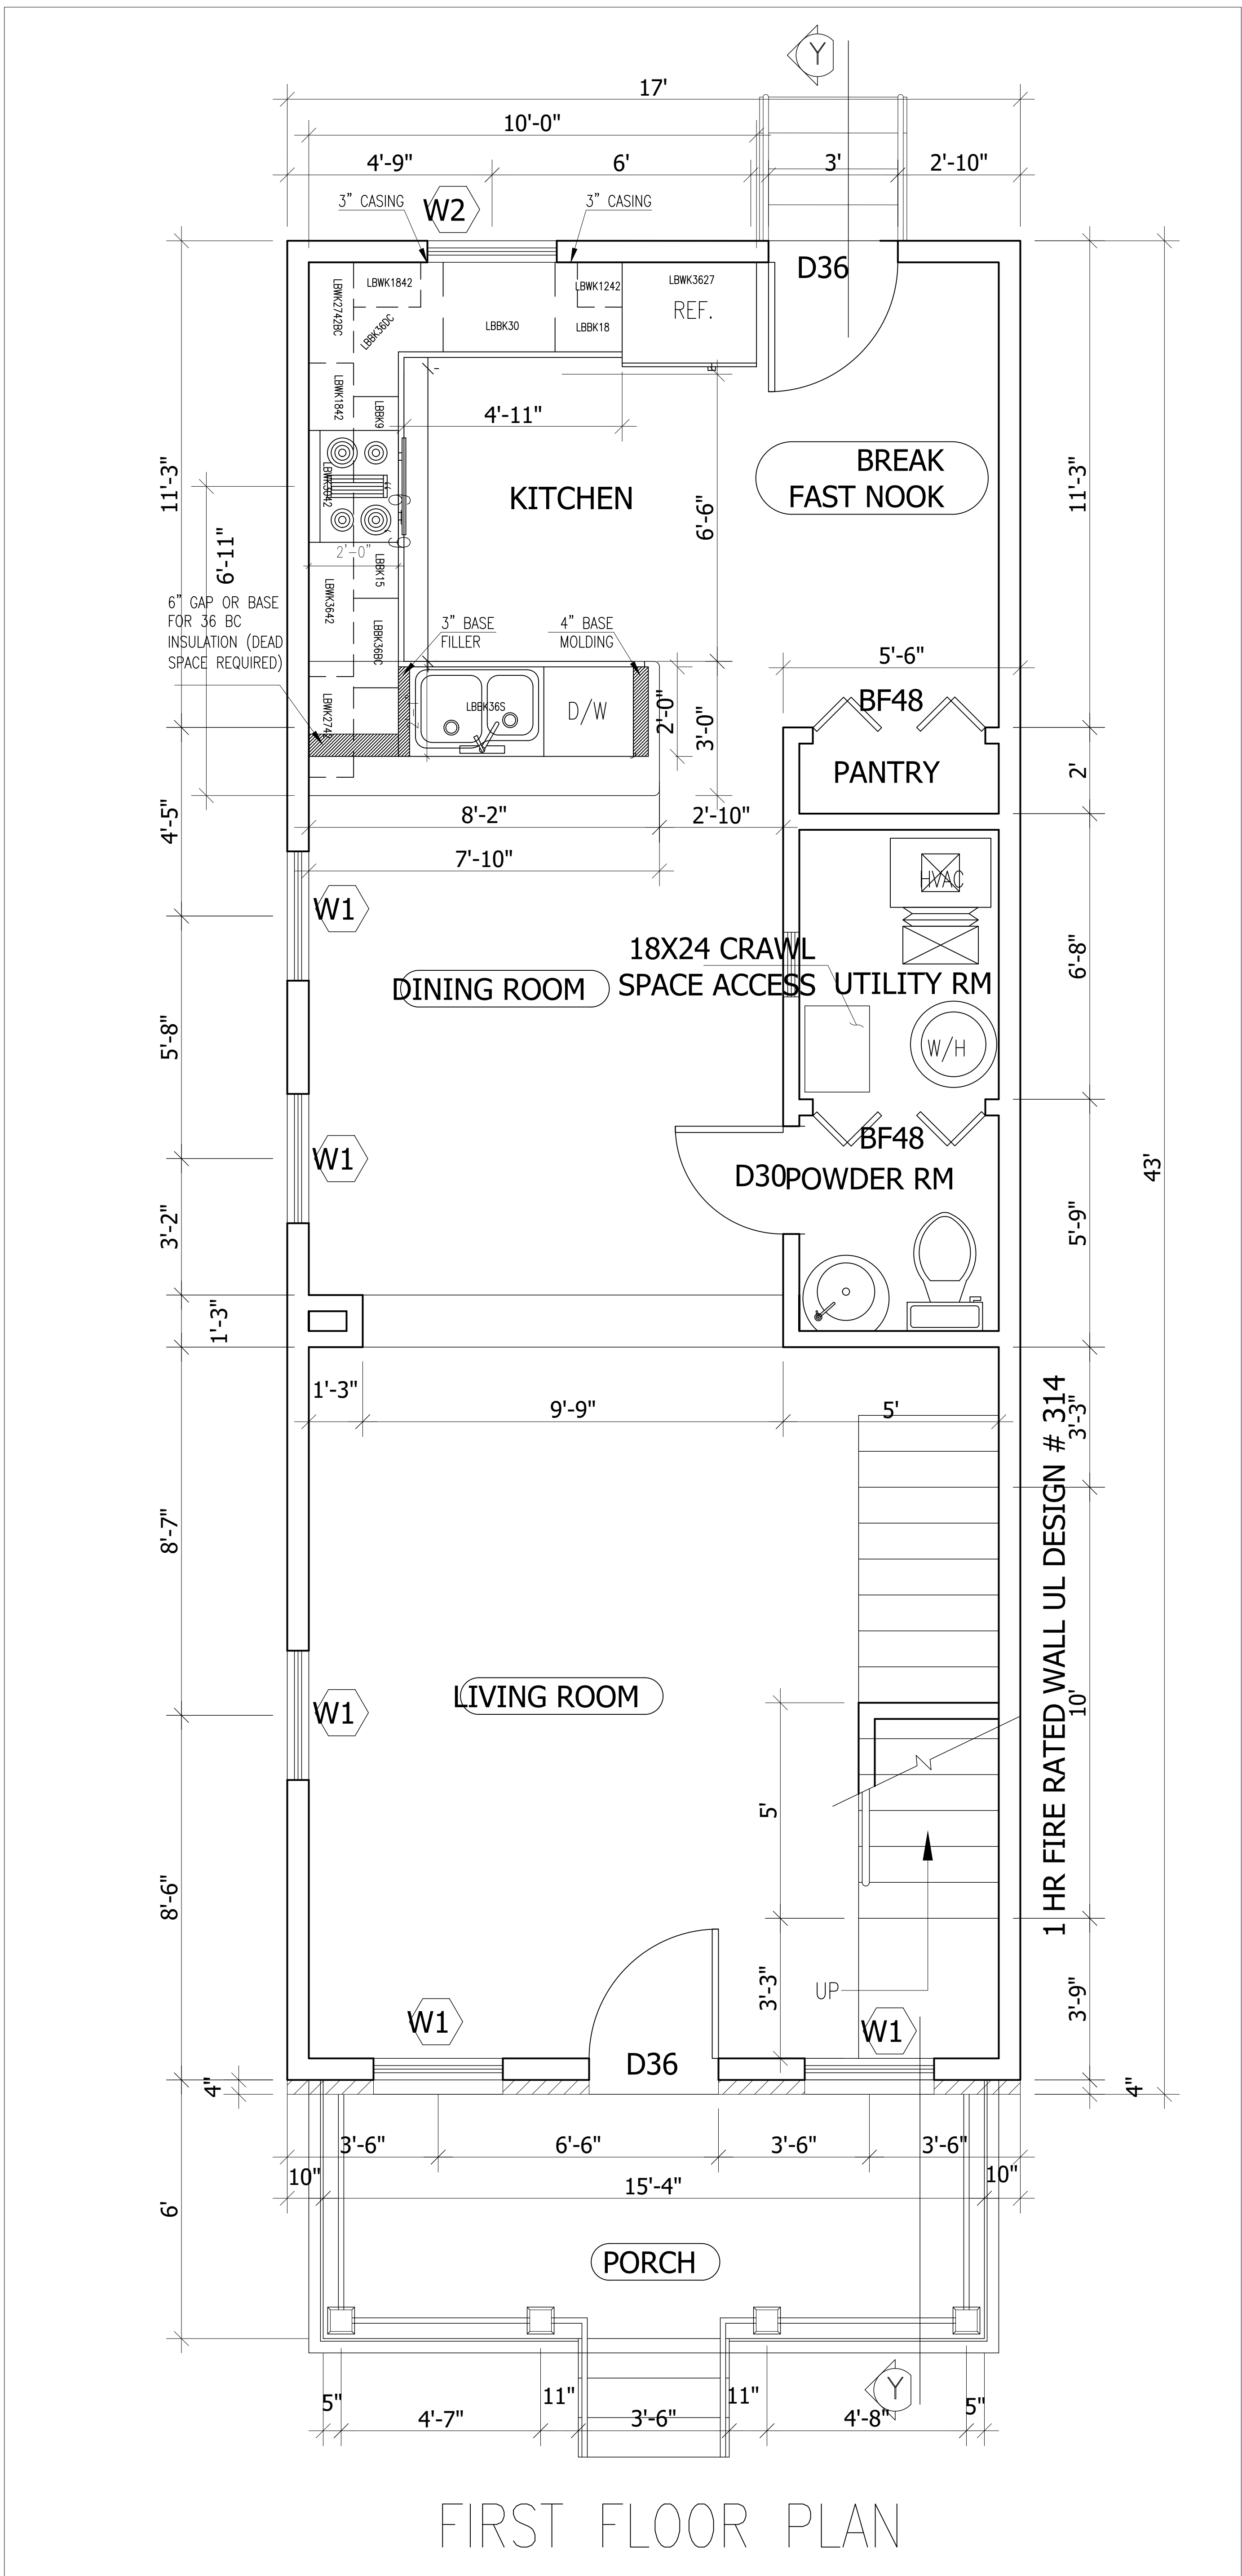 Y
17'
10'-0"
4'-9"
6'
3'
2'-10"
3" CASING
W2
3" CASING
D36
LBWK2742BC
LBWK1842
LBBK36DC
LBBK30
LBWK1242
LBBK18
LBWK3627
REF.
LBWK1842
LBBK9
4'-11"
LBWK3042
KITCHEN
BREAK
FAST NOOK
11'-3"
11'-3"
6'-11"
6'-6"
2'-0"
LBBK15
LBWK3642
LBBK36BC
6" GAP OR BASE
FOR 36 BC
INSULATION (DEAD
SPACE REQUIRED)
3" BASE
FILLER
4" BASE
MOLDING
5'-6"
BF48
LBWK2742
LBBK36S
D/W
2'-0"
3'-0"
PANTRY
2'
4'-5"
8'-2"
2'-10"
7'-10"
HVAC
W1
18X24 CRAWL
SPACE ACCESS
UTILITY RM
6'-8"
DINING ROOM
5'-8"
W/H
BF48
W1
D30
POWDER RM
43'
3'-2"
5'-9"
1'-3"
1'-3"
9'-9"
5'
3'-3"
1 HR FIRE RATED WALL UL DESIGN # 314
8'-7"
LIVING ROOM
W1
10'
5'
8'-6"
3'-3"
UP
3'-9"
W1
D36
W1
4"
4"
3'-6"
6'-6"
3'-6"
3'-6"
10"
15'-4"
10"
6'
PORCH
Y
5"
4'-7"
11"
3'-6"
11"
4'-8"
5"
FIRST FLOOR PLAN